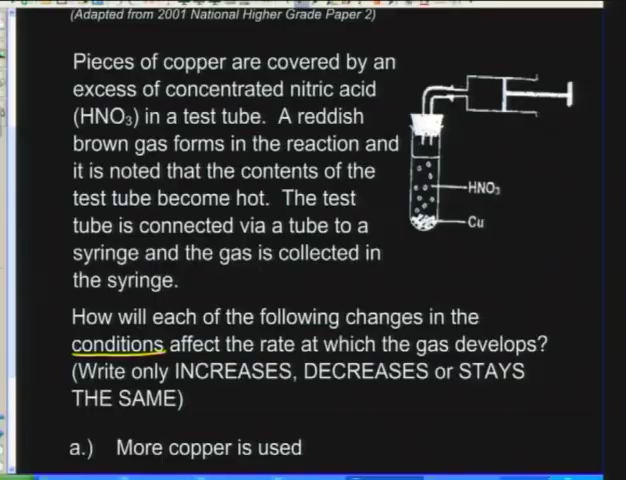 (Adapted from 2001 National Higher Grade Paper 2)
Pieces of copper are covered by an
excess of concentrated nitric acid
(HNO₃) in a test tube. A reddish
brown gas forms in the reaction and
it is noted that the contents of the
test tube become hot. The test
tube is connected via a tube to a
syringe and the gas is collected in
the syringe.
HNO₃
Cu
How will each of the following changes in the
conditions affect the rate at which the gas develops?
(Write only INCREASES, DECREASES or STAYS
THE SAME)
a.) More copper is used